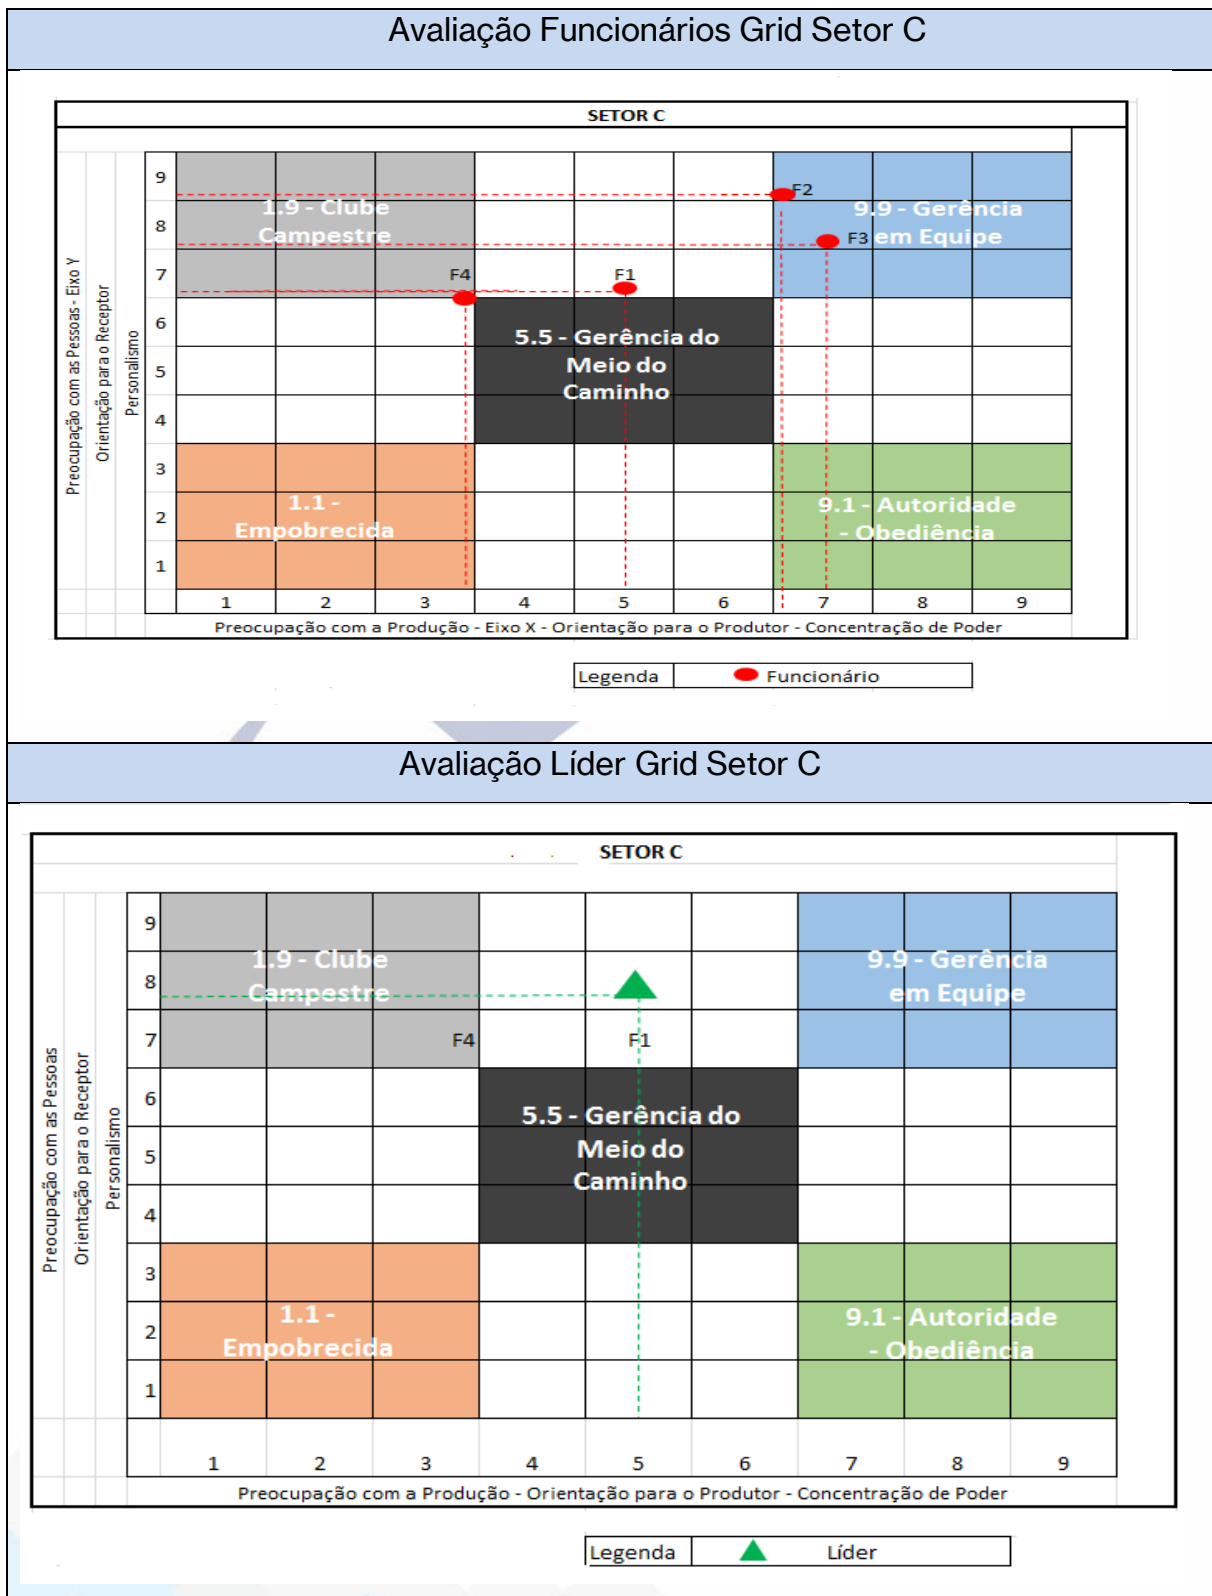 Avaliação Funcionários Grid Setor C
SETOR C
Preocupação com as Pessoas - Eixo Y
Orientação para o Receptor
Personalismo
9
8
7
6
5
4
3
2
1
1.9 - Clube
Campestre
F2
9.9 - Gerência
F3 em Equipe
F4
F1
5.5 - Gerência do
Meio do
Caminho
1.1 -
Empobrecida
9.1 - Autoridade
- Obediência
1 2 3 4 5 6 7 8 9
Preocupação com a Produção - Eixo X - Orientação para o Produtor - Concentração de Poder
Legenda Funcionário
Avaliação Líder Grid Setor C
SETOR C
Preocupação com as Pessoas
Orientação para o Receptor
Personalismo
9
8
7
6
5
4
3
2
1
1.9 - Clube
Campestre
9.9 - Gerência
em Equipe
F4
F1
5.5 - Gerência do
Meio do
Caminho
1.1 -
Empobrecida
9.1 - Autoridade
- Obediência
1 2 3 4 5 6 7 8 9
Preocupação com a Produção - Orientação para o Produtor - Concentração de Poder
Legenda Líder